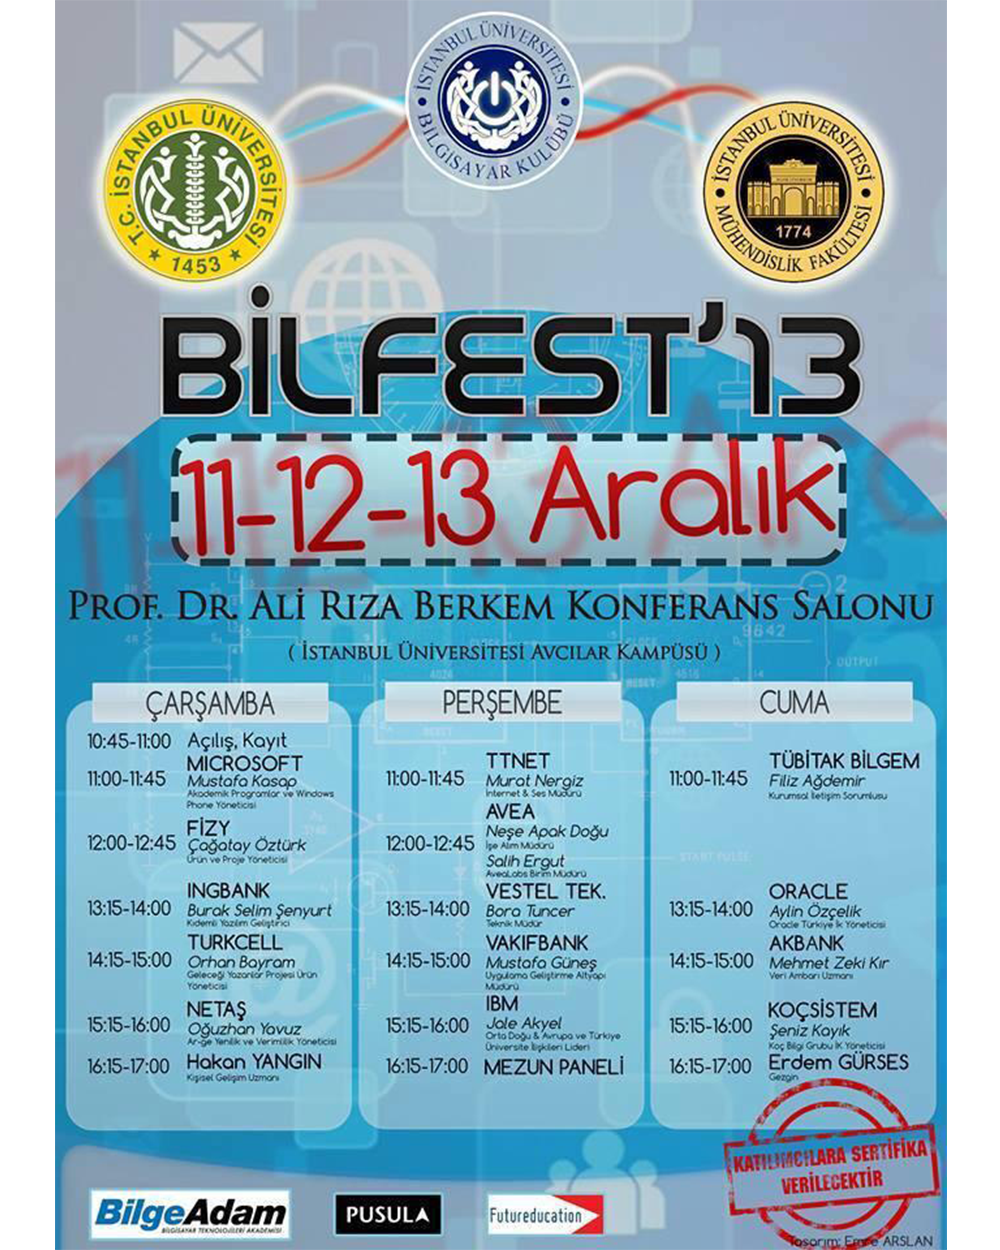 İSTANBUL ÜNİVERSİTESİ
BİLGİSAYAR KULÜBÜ
T.C. İSTANBUL ÜNİVERSİTESİ
1453
İSTANBUL ÜNİVERSİTESİ
1774
MÜHENDİSLİK FAKÜLTESİ
BİLFEST'13
11-12-13 Aralık
PROF. DR. ALİ RIZA BERKEM KONFERANS SALONU
( İSTANBUL ÜNİVERSİTESİ AVCILAR KAMPÜSÜ )
ÇARŞAMBA
10:45-11:00 Açılış, Kayıt
11:00-11:45 MICROSOFT
Mustafa Kasap
Akademik Programlar ve Windows
Phone Yöneticisi
12:00-12:45 FİZY
Çağatay Öztürk
Ürün ve Proje Yöneticisi
13:15-14:00 INGBANK
Burak Selim Şenyurt
Kıdemli Yazılım Geliştirici
14:15-15:00 TURKCELL
Orhan Bayram
Geleceği Yazanlar Projesi Ürün
Yöneticisi
15:15-16:00 NETAŞ
Oğuzhan Yavuz
Ar-ge Yenilik ve Verimlilik Yöneticisi
16:15-17:00 Hakan YANGIN
Kişisel Gelişim Uzmanı
PERŞEMBE
11:00-11:45 TTNET
Murat Nergiz
İnternet & Ses Müdürü
12:00-12:45 AVEA
Neşe Apak Doğu
İşe Alım Müdürü
Salih Ergut
AveaLabs Birim Müdürü
13:15-14:00 VESTEL TEK.
Bora Tuncer
Teknik Müdür
14:15-15:00 VAKIFBANK
Mustafa Güneş
Uygulama Geliştirme Altyapı
Müdürü
15:15-16:00 IBM
Jale Akyel
Orta Doğu & Avrupa ve Türkiye
Üniversite İlişkileri Lideri
16:15-17:00 MEZUN PANELİ
CUMA
11:00-11:45 TÜBİTAK BİLGEM
Filiz Ağdemir
Kurumsal İletişim Sorumlusu
13:15-14:00 ORACLE
Aylin Özçelik
Oracle Türkiye İK Yöneticisi
14:15-15:00 AKBANK
Mehmet Zeki Kır
Veri Ambarı Uzmanı
15:15-16:00 KOÇSİSTEM
Şeniz Kayık
Koç Bilgi Grubu İK Yöneticisi
16:15-17:00 Erdem GÜRSES
Gezgin
KATILIMCILARA SERTİFİKA
VERİLECEKTİR
BilgeAdam
BİLGİSAYAR TEKNOLOJİLERİ AKADEMİSİ
PUSULA
Futureducation
Tasarım: Emre ARSLAN